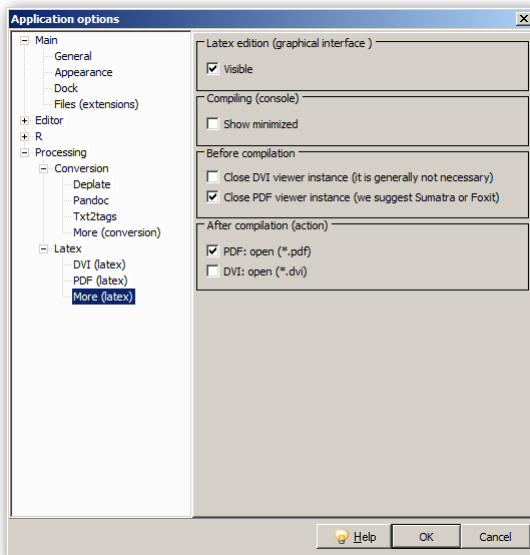 Application options
Main
General
Appearance
Dock
Files (extensions)
Editor
R
Processing
Conversion
Deplate
Pandoc
Txt2tags
More (conversion)
Latex
DVI (latex)
PDF (latex)
More (latex)
Latex edition (graphical interface )
Visible
Compiling (console)
Show minimized
Before compilation
Close DVI viewer instance (it is generally not necessary)
Close PDF viewer instance (we suggest Sumatra or Foxit)
After compilation (action)
PDF: open (*.pdf)
DVI: open (*.dvi)
Help
OK
Cancel